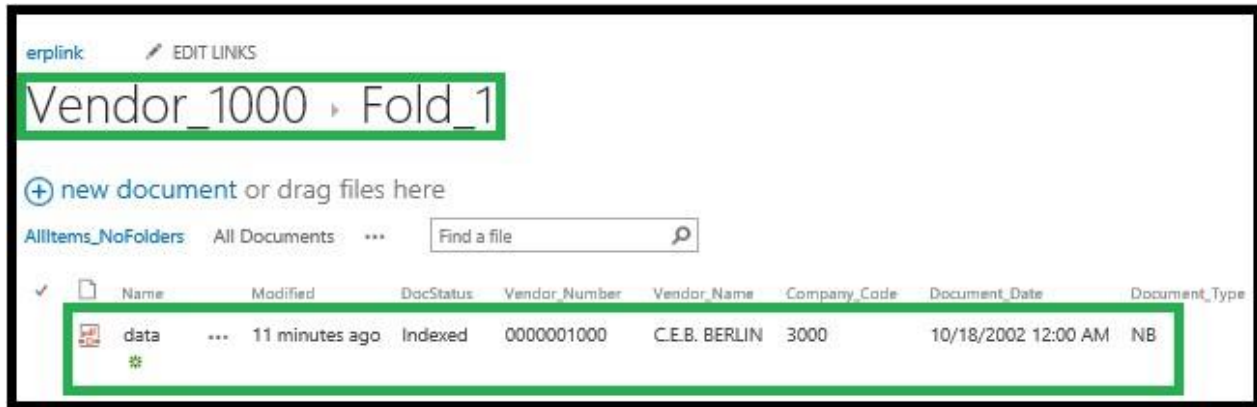 erplink EDIT LINKS
Vendor_1000 ▸ Fold_1
new document or drag files here
AllItems_NoFolders All Documents ••• Find a file
Name Modified DocStatus Vendor_Number Vendor_Name Company_Code Document_Date Document_Type
data ••• 11 minutes ago Indexed 0000001000 C.E.B. BERLIN 3000 10/18/2002 12:00 AM NB